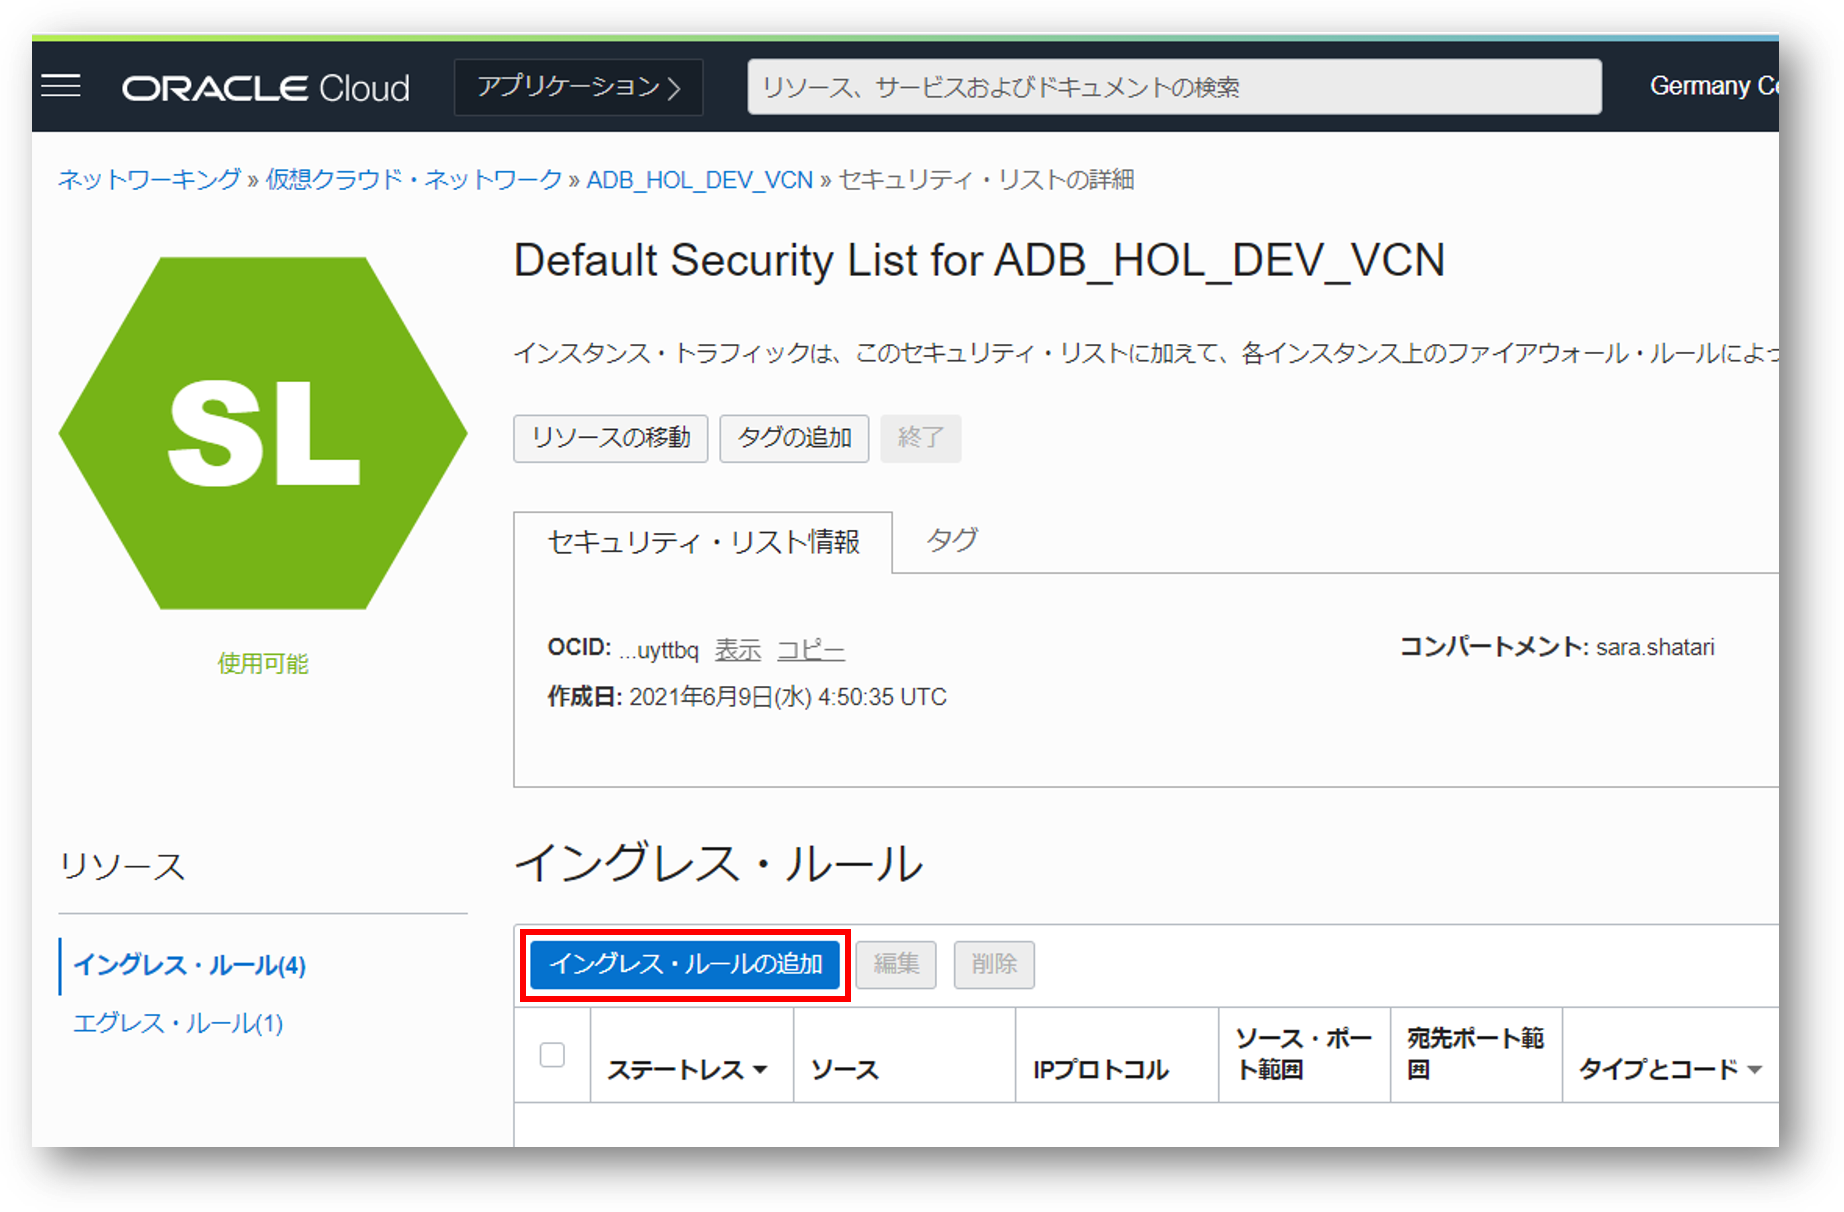 ORACLE Cloud
アプリケーション
リソース、サービスおよびドキュメントの検索
Germany
ネットワーキング » 仮想クラウド・ネットワーク » ADB_HOL_DEV_VCN » セキュリティ・リストの詳細
SL
使用可能
Default Security List for ADB_HOL_DEV_VCN
インスタンス・トラフィックは、このセキュリティ・リストに加えて、各インスタンス上のファイアウォール・ルールによっ
リソースの移動
タグの追加
終了
セキュリティ・リスト情報
タグ
OCID: ...uyttbq 表示 コピー
コンパートメント: sara.shatari
作成日: 2021年6月9日(水) 4:50:35 UTC
リソース
イングレス・ルール(4)
エグレス・ルール(1)
イングレス・ルール
イングレス・ルールの追加
編集
削除
ステートレス
ソース
IPプロトコル
ソース・ポー
ト範囲
宛先ポート範
囲
タイプとコード